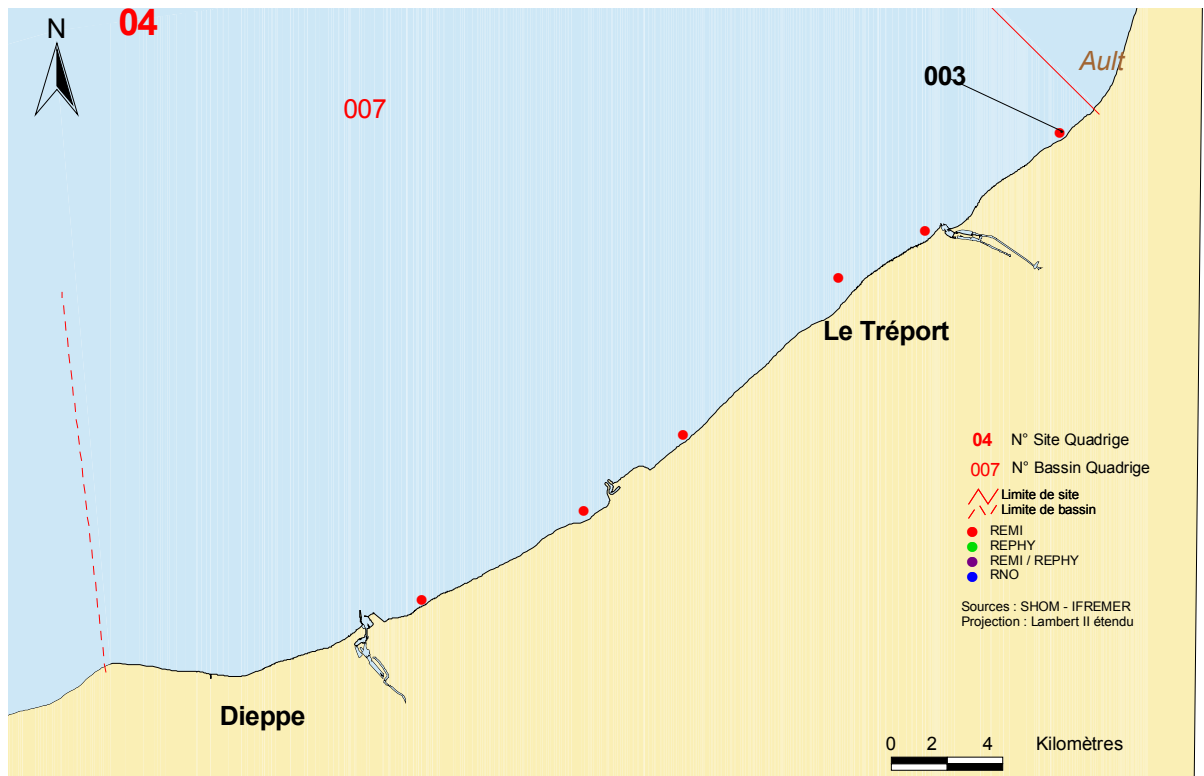 04
N
Ault
003
007
Le Tréport
04 N° Site Quadrige
007 N° Bassin Quadrige
Limite de site
Limite de bassin
REMI
REPHY
REMI / REPHY
RNO
Sources : SHOM - IFREMER
Projection : Lambert II étendu
Dieppe
0 2 4 Kilomètres